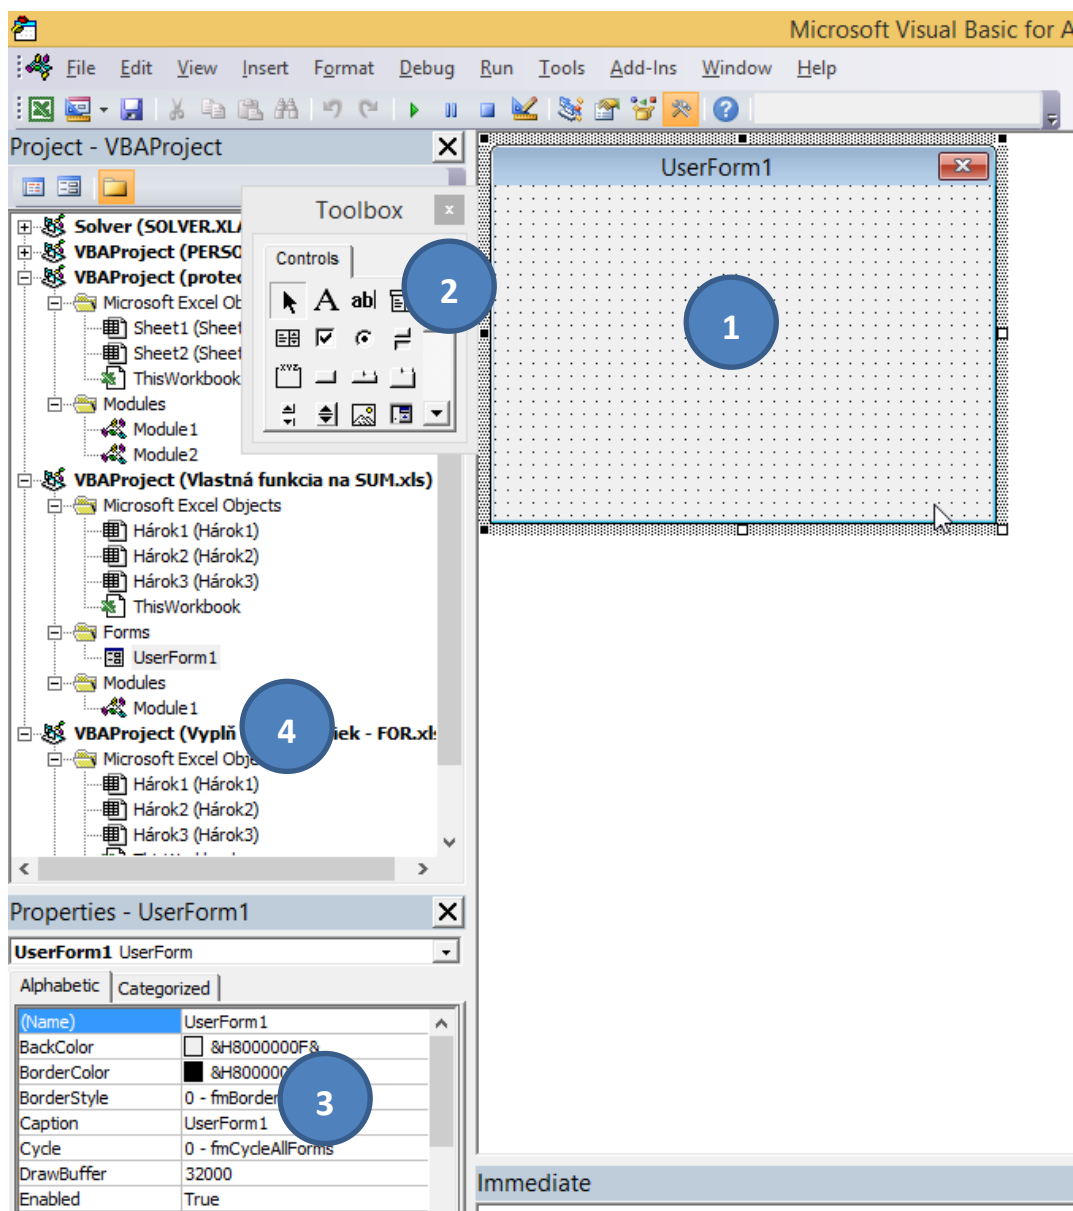 Microsoft Visual Basic for A
File Edit View Insert Format Debug Run Tools Add-Ins Window Help
Project - VBAProject
Solver (SOLVER.XL
VBAProject (PERSO
VBAProject (protec
Microsoft Excel Ob
Sheet1 (Sheet
Sheet2 (Sheet
ThisWorkbook
Modules
Module1
Module2
VBAProject (Vlastná funkcia na SUM.xls)
Microsoft Excel Objects
Hárok1 (Hárok1)
Hárok2 (Hárok2)
Hárok3 (Hárok3)
ThisWorkbook
Forms
UserForm1
Modules
Module1
VBAProject (Vyplň iek - FOR.xl
4
Microsoft Excel Obje
Hárok1 (Hárok1)
Hárok2 (Hárok2)
Hárok3 (Hárok3)
Toolbox
Controls
2
A ab|
xyz
UserForm1
1
Properties - UserForm1
UserForm1 UserForm
Alphabetic Categorized
(Name) UserForm1
BackColor &H8000000F&
BorderColor &H800000
BorderStyle 0 - fmBorder
3
Caption UserForm1
Cycle 0 - fmCycleAllForms
DrawBuffer 32000
Enabled True
Immediate